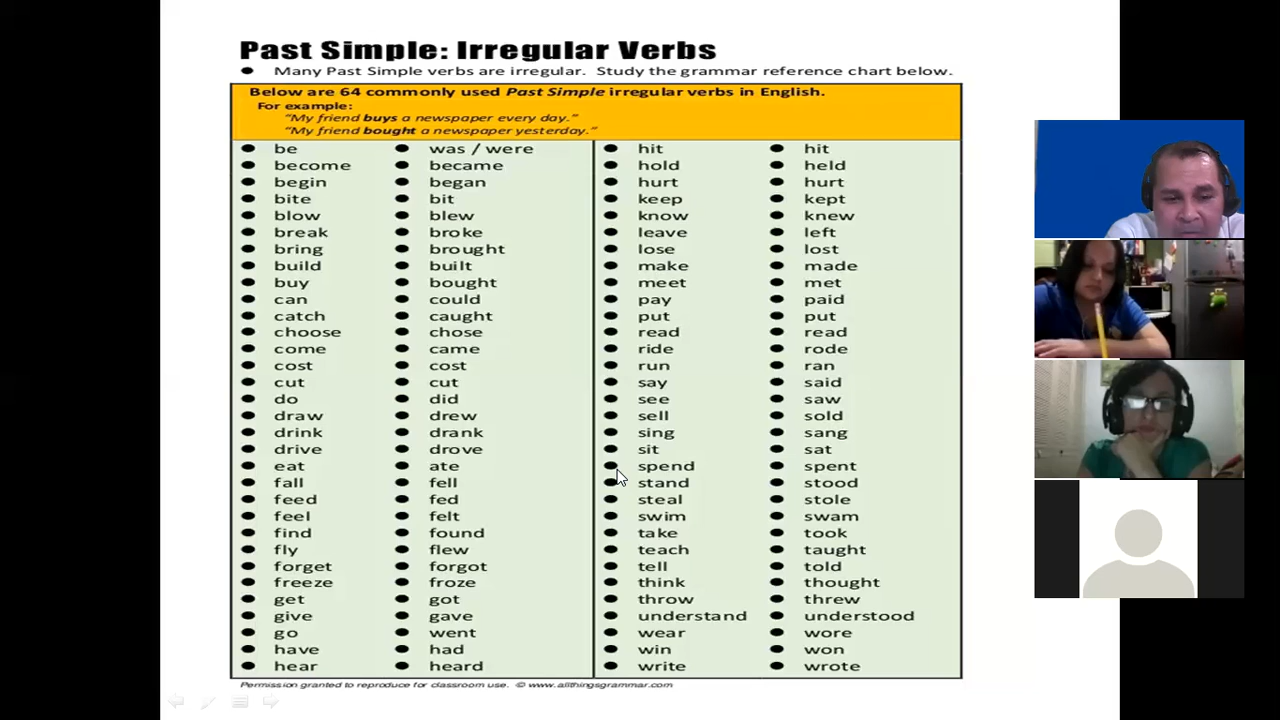 Past Simple: Irregular Verbs
● Many Past Simple verbs are irregular. Study the grammar reference chart below.
Below are 64 commonly used Past Simple irregular verbs in English.
For example:
"My friend buys a newspaper every day."
"My friend bought a newspaper yesterday."
● be ● was / were ● hit ● hit
● become ● became ● hold ● held
● begin ● began ● hurt ● hurt
● bite ● bit ● keep ● kept
● blow ● blew ● know ● knew
● break ● broke ● leave ● left
● bring ● brought ● lose ● lost
● build ● built ● make ● made
● buy ● bought ● meet ● met
● can ● could ● pay ● paid
● catch ● caught ● put ● put
● choose ● chose ● read ● read
● come ● came ● ride ● rode
● cost ● cost ● run ● ran
● cut ● cut ● say ● said
● do ● did ● see ● saw
● draw ● drew ● sell ● sold
● drink ● drank ● sing ● sang
● drive ● drove ● sit ● sat
● eat ● ate ● spend ● spent
● fall ● fell ● stand ● stood
● feed ● fed ● steal ● stole
● feel ● felt ● swim ● swam
● find ● found ● take ● took
● fly ● flew ● teach ● taught
● forget ● forgot ● tell ● told
● freeze ● froze ● think ● thought
● get ● got ● throw ● threw
● give ● gave ● understand ● understood
● go ● went ● wear ● wore
● have ● had ● win ● won
● hear ● heard ● write ● wrote
Permission granted to reproduce for classroom use. © www.allthingsgrammar.com